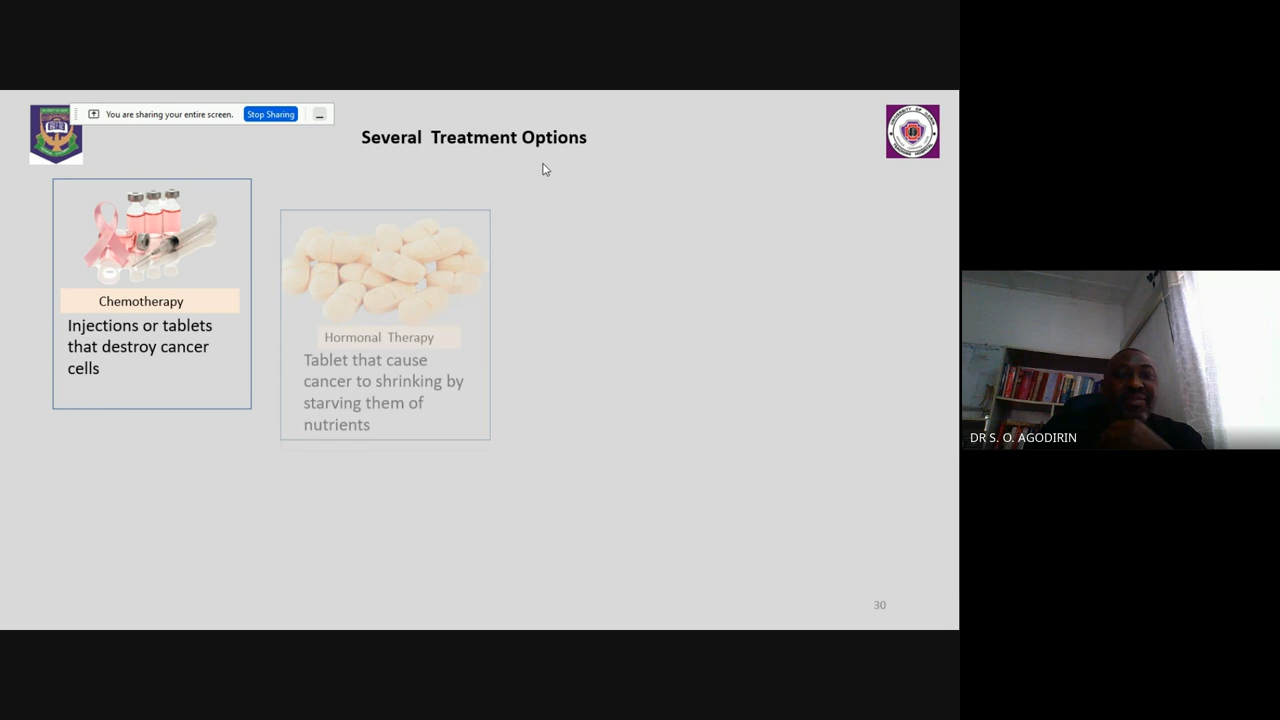 You are sharing your entire screen. Stop Sharing
Several Treatment Options
Chemotherapy
Injections or tablets
that destroy cancer
cells
Hormonal Therapy
Tablet that cause
cancer to shrinking by
starving them of
nutrients
30
DR S. O. AGODIRIN